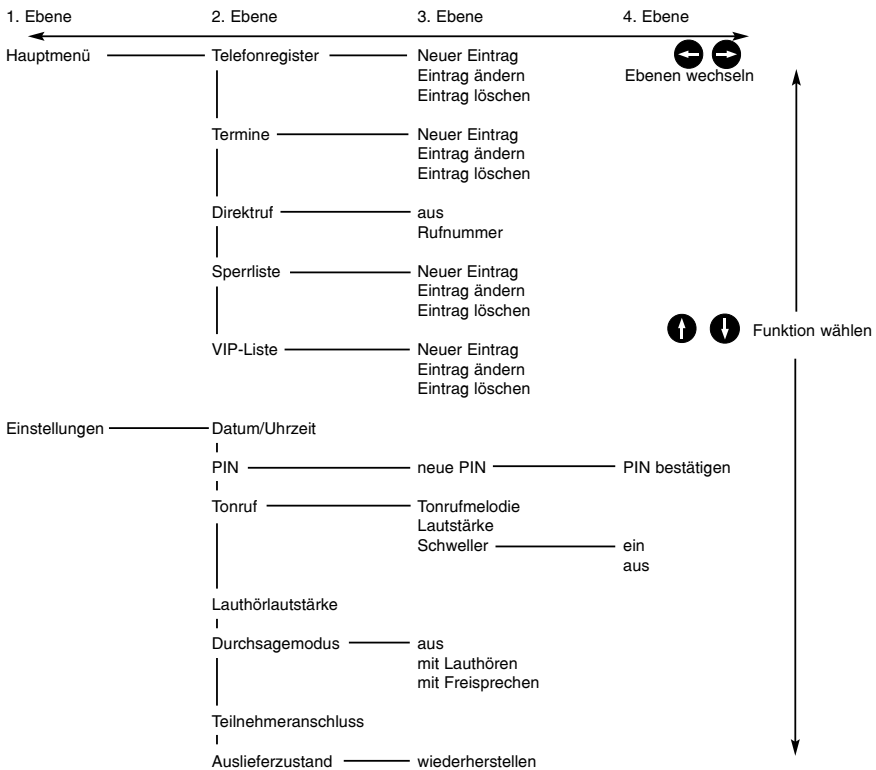 1. Ebene 2. Ebene 3. Ebene 4. Ebene
Hauptmenü Telefonregister Neuer Eintrag
Eintrag ändern Ebenen wechseln
Eintrag löschen
Termine Neuer Eintrag
Eintrag ändern
Eintrag löschen
Direktruf aus
Rufnummer
Sperrliste Neuer Eintrag
Eintrag ändern
Eintrag löschen
Funktion wählen
VIP-Liste Neuer Eintrag
Eintrag ändern
Eintrag löschen
Einstellungen Datum/Uhrzeit
PIN neue PIN PIN bestätigen
Tonruf Tonrufmelodie
Lautstärke
Schweller ein
aus
Lauthörlautstärke
Durchsagemodus aus
mit Lauthören
mit Freisprechen
Teilnehmeranschluss
Auslieferzustand wiederherstellen